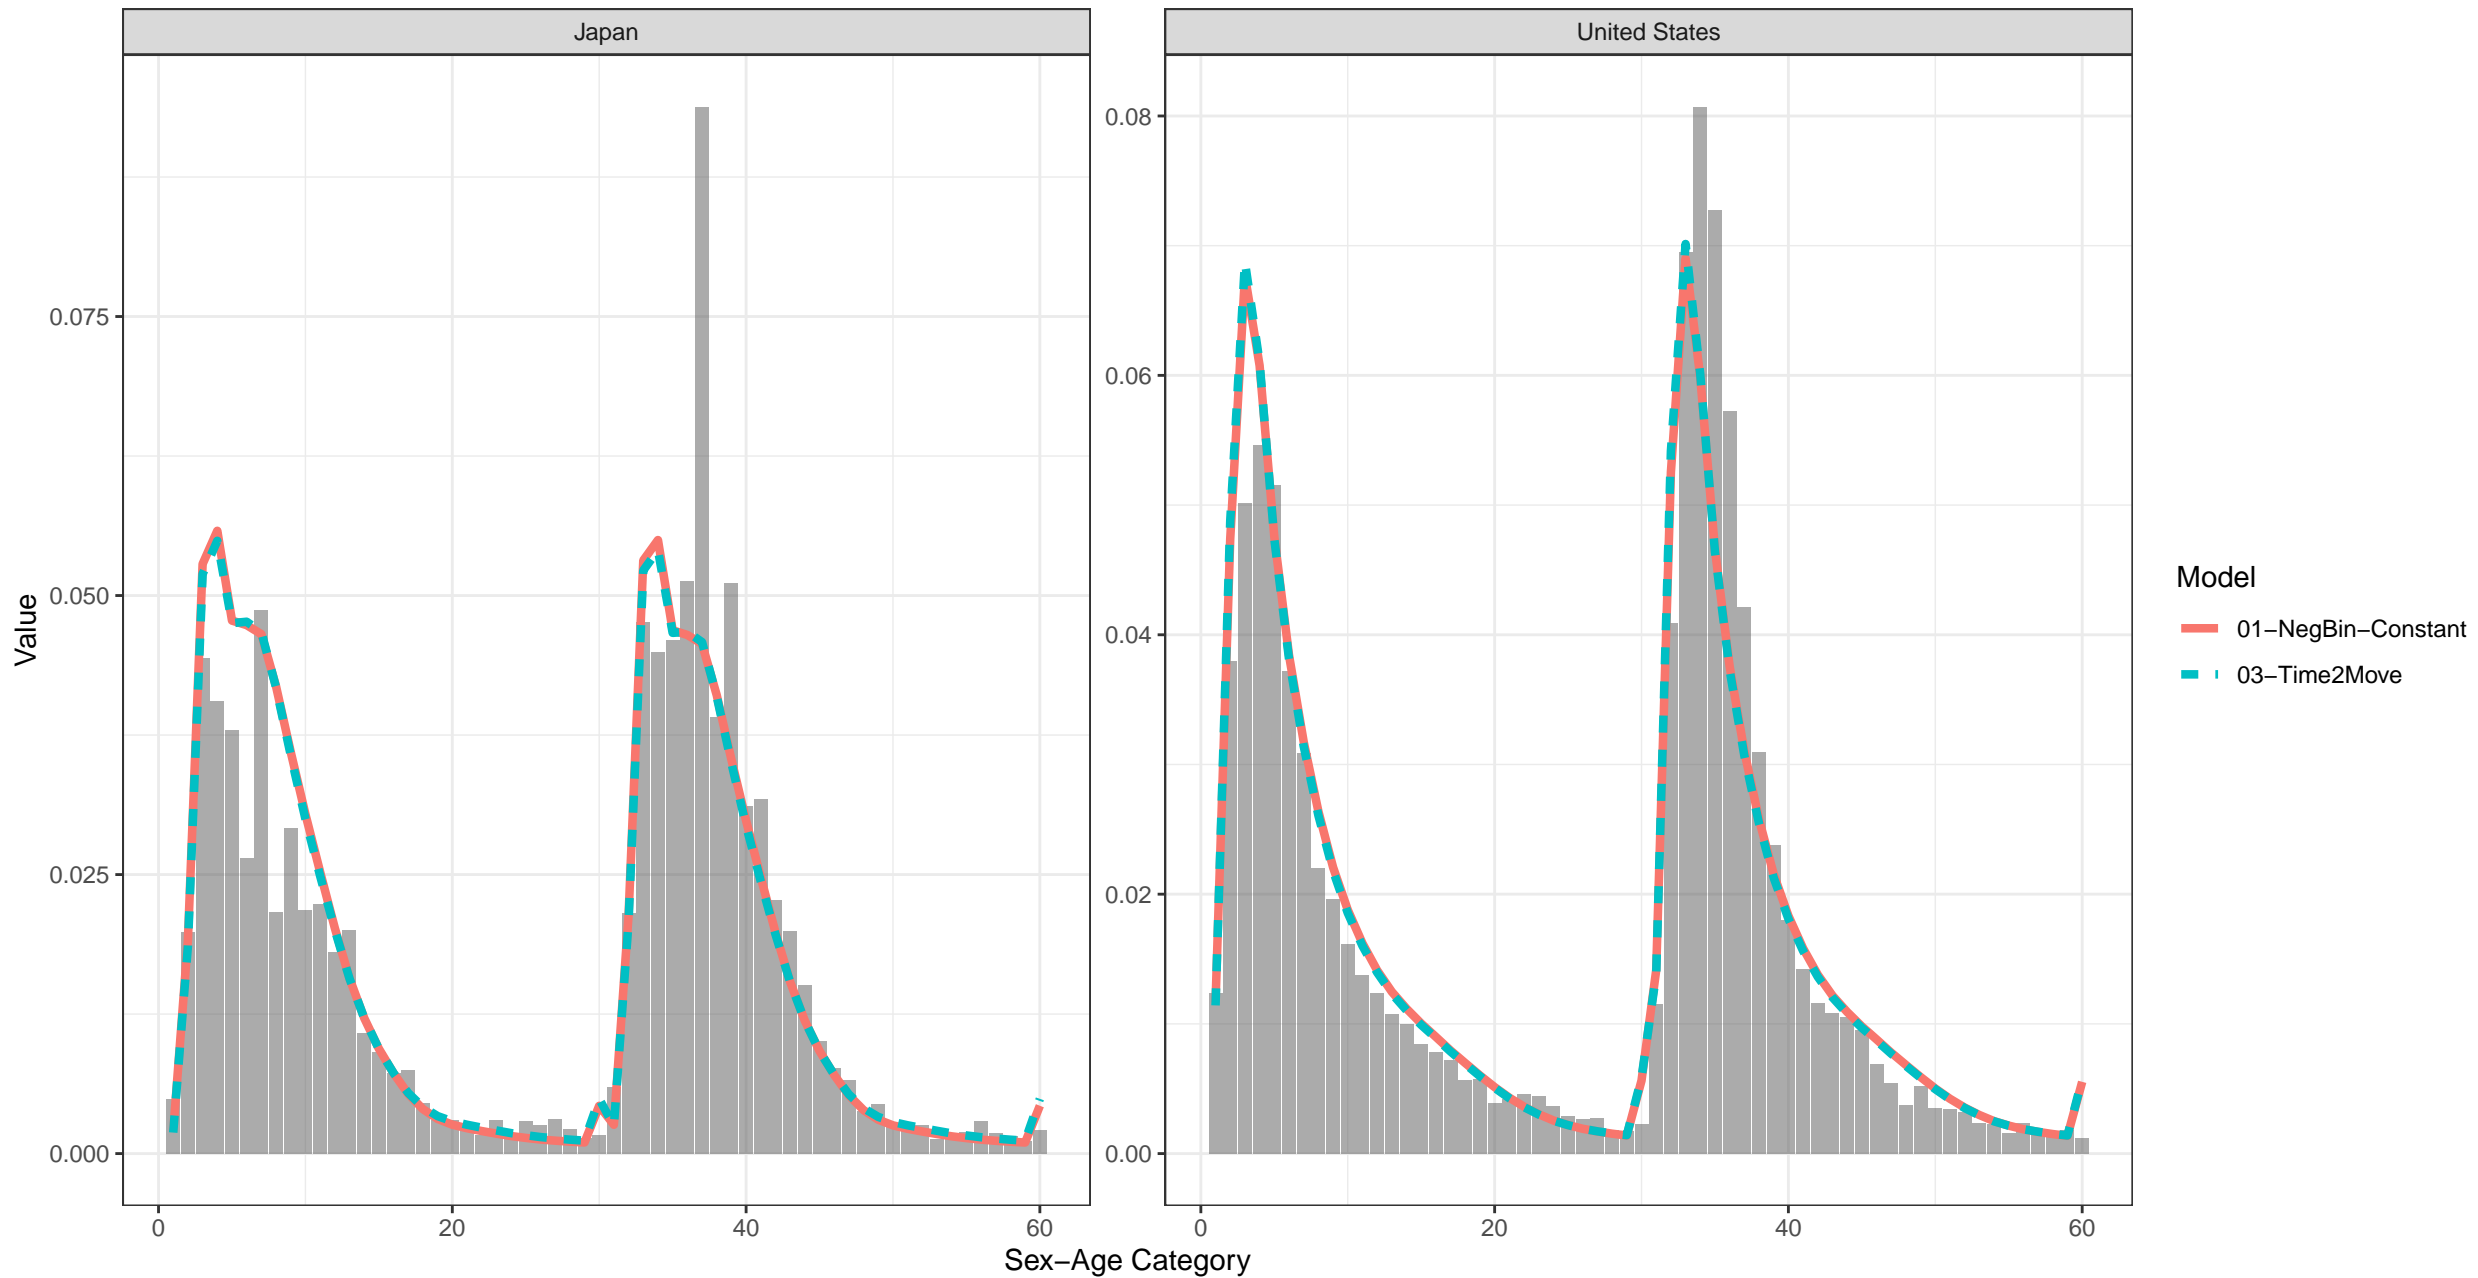 Japan
United States
Value
0.075
0.050
0.025
0.000
0.08
0.06
0.04
0.02
0.00
0
20
40
60
0
20
40
60
Sex−Age Category
Model
01−NegBin−Constant
03−Time2Move